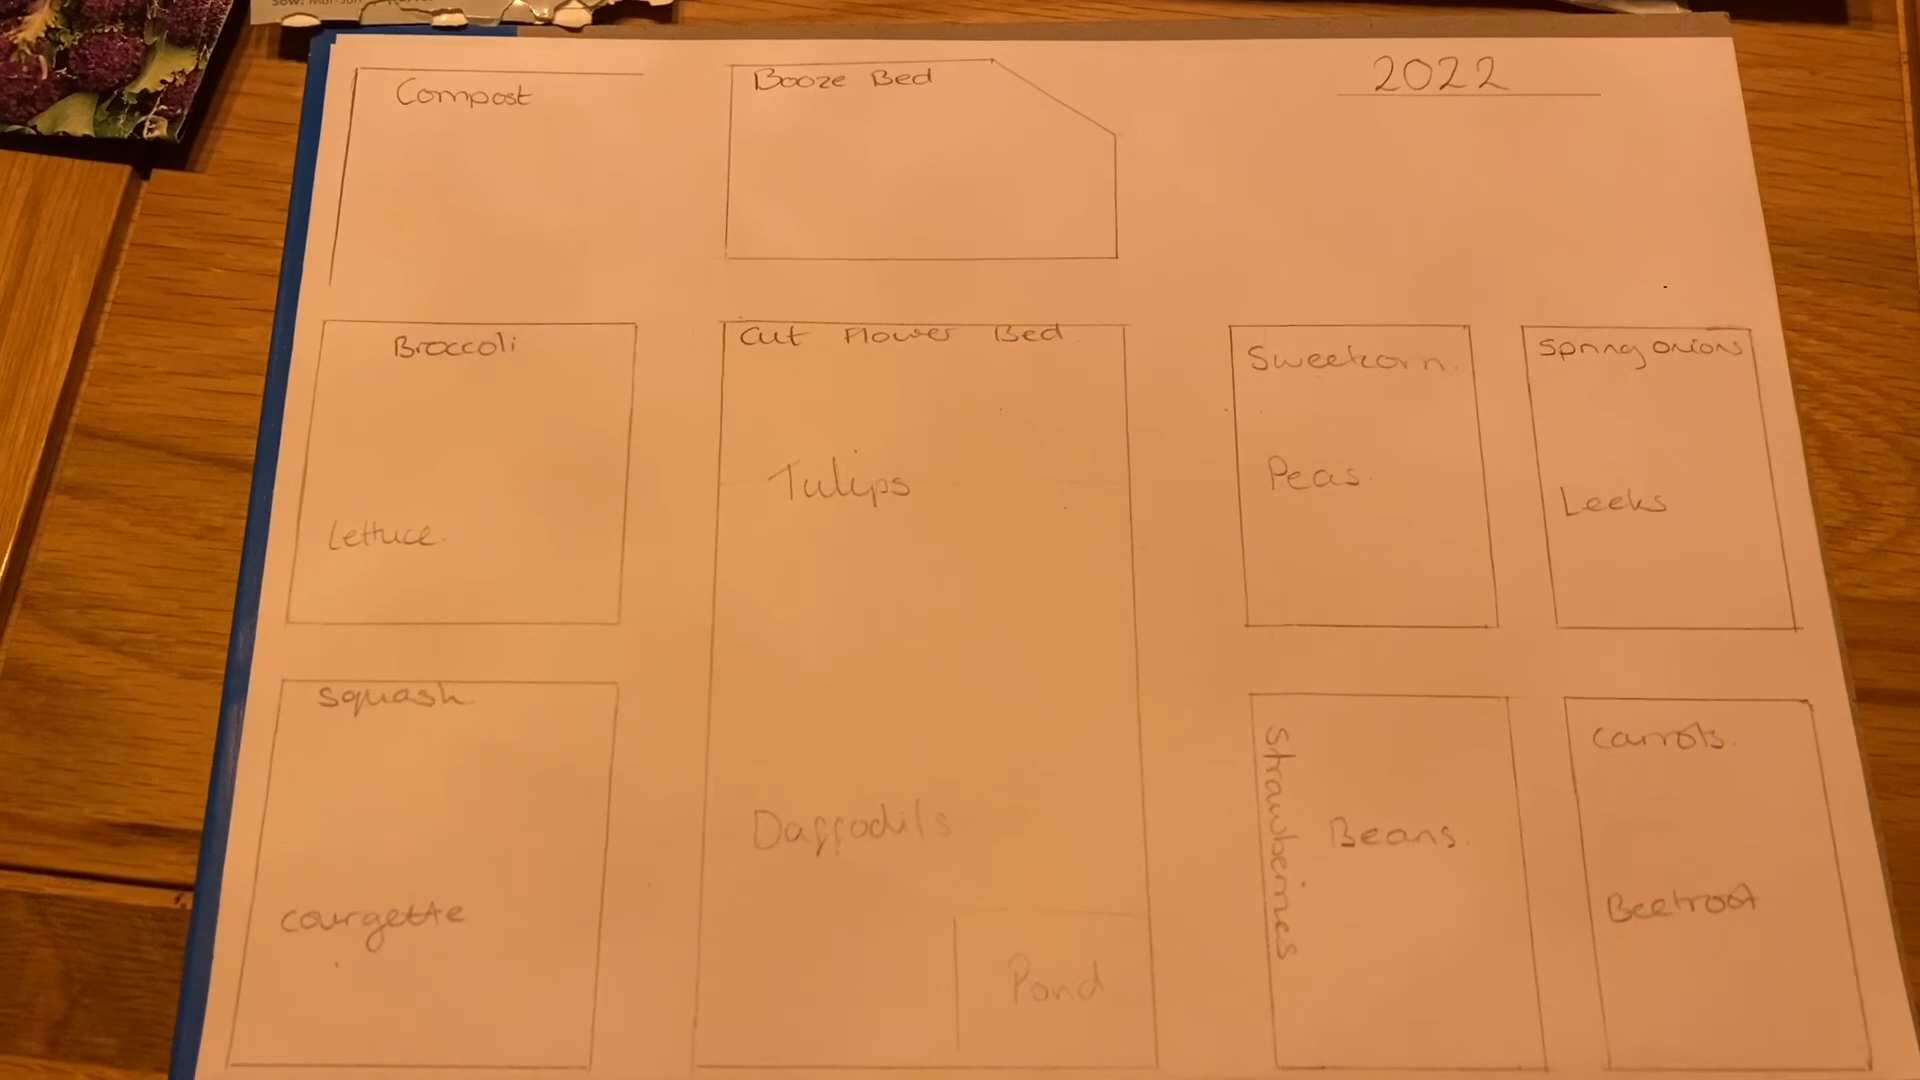 Compost
Booze Bed
2022
Broccoli
Lettuce.
Cut Flower Bed
Tulips
Daffodils
Pond
Sweetcorn.
Peas.
Spring onions
Leeks
Squash
courgette
Strawberries
Beans.
Carrots.
Beetroot